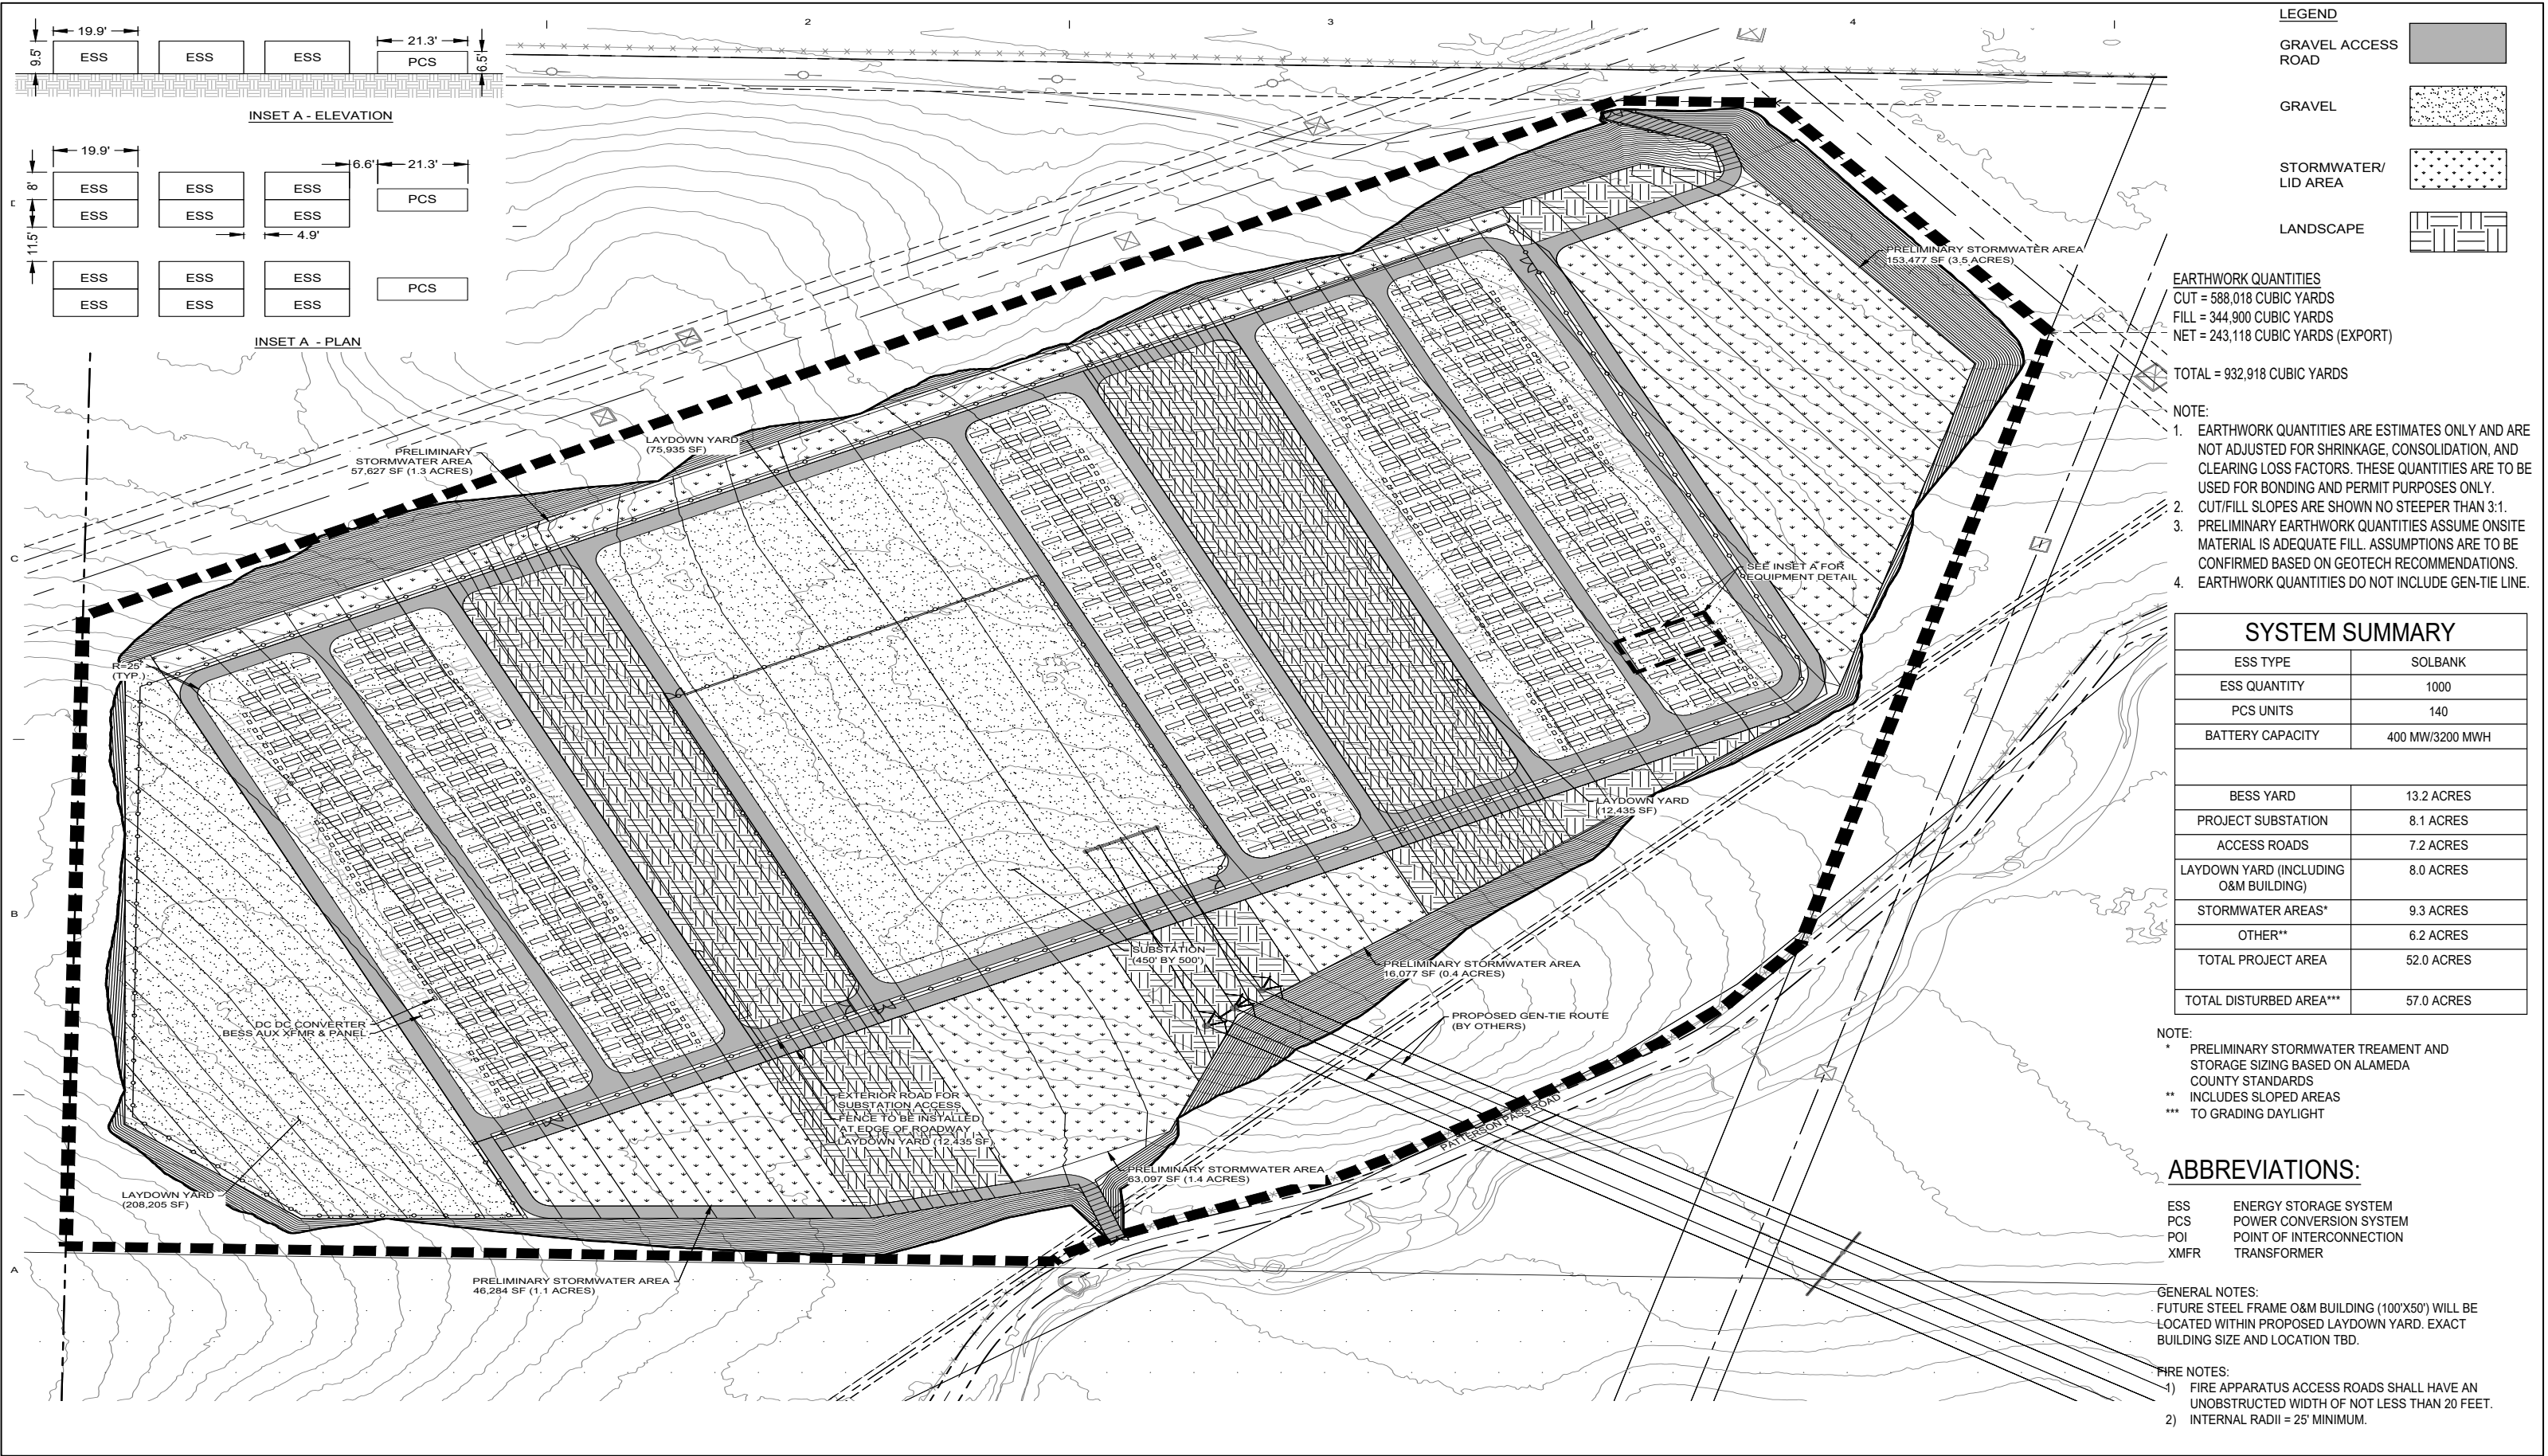 2
3
4
E
C
B
A
19.9'
9.5'
ESS
ESS
ESS
21.3'
PCS
6.5'
INSET A - ELEVATION
19.9'
6.6'
21.3'
8'
ESS
ESS
ESS
PCS
ESS
ESS
ESS
4.9'
11.5'
ESS
ESS
ESS
PCS
ESS
ESS
ESS
INSET A - PLAN
PRELIMINARY STORMWATER AREA
153,477 SF (3.5 ACRES)
LAYDOWN YARD
(75,935 SF)
PRELIMINARY
STORMWATER AREA
57,627 SF (1.3 ACRES)
SEE INSET A FOR
EQUIPMENT DETAIL
R=25'
(TYP.)
LAYDOWN YARD
(12,435 SF)
SUBSTATION
(450' BY 500')
PRELIMINARY STORMWATER AREA
16,077 SF (0.4 ACRES)
PROPOSED GEN-TIE ROUTE
(BY OTHERS)
DC DC CONVERTER
BESS AUX XFMR & PANEL
EXTERIOR ROAD FOR
SUBSTATION ACCESS
FENCE TO BE INSTALLED
AT EDGE OF ROADWAY
LAYDOWN YARD (12,435 SF)
PATTERSON PASS ROAD
PRELIMINARY STORMWATER AREA
63,097 SF (1.4 ACRES)
LAYDOWN YARD
(208,205 SF)
PRELIMINARY STORMWATER AREA
46,284 SF (1.1 ACRES)
LEGEND
GRAVEL ACCESS
ROAD
GRAVEL
STORMWATER/
LID AREA
LANDSCAPE
EARTHWORK QUANTITIES
CUT = 588,018 CUBIC YARDS
FILL = 344,900 CUBIC YARDS
NET = 243,118 CUBIC YARDS (EXPORT)
TOTAL = 932,918 CUBIC YARDS
NOTE:
1. EARTHWORK QUANTITIES ARE ESTIMATES ONLY AND ARE
NOT ADJUSTED FOR SHRINKAGE, CONSOLIDATION, AND
CLEARING LOSS FACTORS. THESE QUANTITIES ARE TO BE
USED FOR BONDING AND PERMIT PURPOSES ONLY.
2. CUT/FILL SLOPES ARE SHOWN NO STEEPER THAN 3:1.
3. PRELIMINARY EARTHWORK QUANTITIES ASSUME ONSITE
MATERIAL IS ADEQUATE FILL. ASSUMPTIONS ARE TO BE
CONFIRMED BASED ON GEOTECH RECOMMENDATIONS.
4. EARTHWORK QUANTITIES DO NOT INCLUDE GEN-TIE LINE.
SYSTEM SUMMARY
ESS TYPE SOLBANK
ESS QUANTITY 1000
PCS UNITS 140
BATTERY CAPACITY 400 MW/3200 MWH
BESS YARD 13.2 ACRES
PROJECT SUBSTATION 8.1 ACRES
ACCESS ROADS 7.2 ACRES
LAYDOWN YARD (INCLUDING 8.0 ACRES
O&M BUILDING)
STORMWATER AREAS* 9.3 ACRES
OTHER** 6.2 ACRES
TOTAL PROJECT AREA 52.0 ACRES
TOTAL DISTURBED AREA*** 57.0 ACRES
NOTE:
* PRELIMINARY STORMWATER TREAMENT AND
STORAGE SIZING BASED ON ALAMEDA
COUNTY STANDARDS
** INCLUDES SLOPED AREAS
*** TO GRADING DAYLIGHT
ABBREVIATIONS:
ESS ENERGY STORAGE SYSTEM
PCS POWER CONVERSION SYSTEM
POI POINT OF INTERCONNECTION
XMFR TRANSFORMER
GENERAL NOTES:
FUTURE STEEL FRAME O&M BUILDING (100'X50') WILL BE
LOCATED WITHIN PROPOSED LAYDOWN YARD. EXACT
BUILDING SIZE AND LOCATION TBD.
FIRE NOTES:
1) FIRE APPARATUS ACCESS ROADS SHALL HAVE AN
UNOBSTRUCTED WIDTH OF NOT LESS THAN 20 FEET.
2) INTERNAL RADII = 25' MINIMUM.